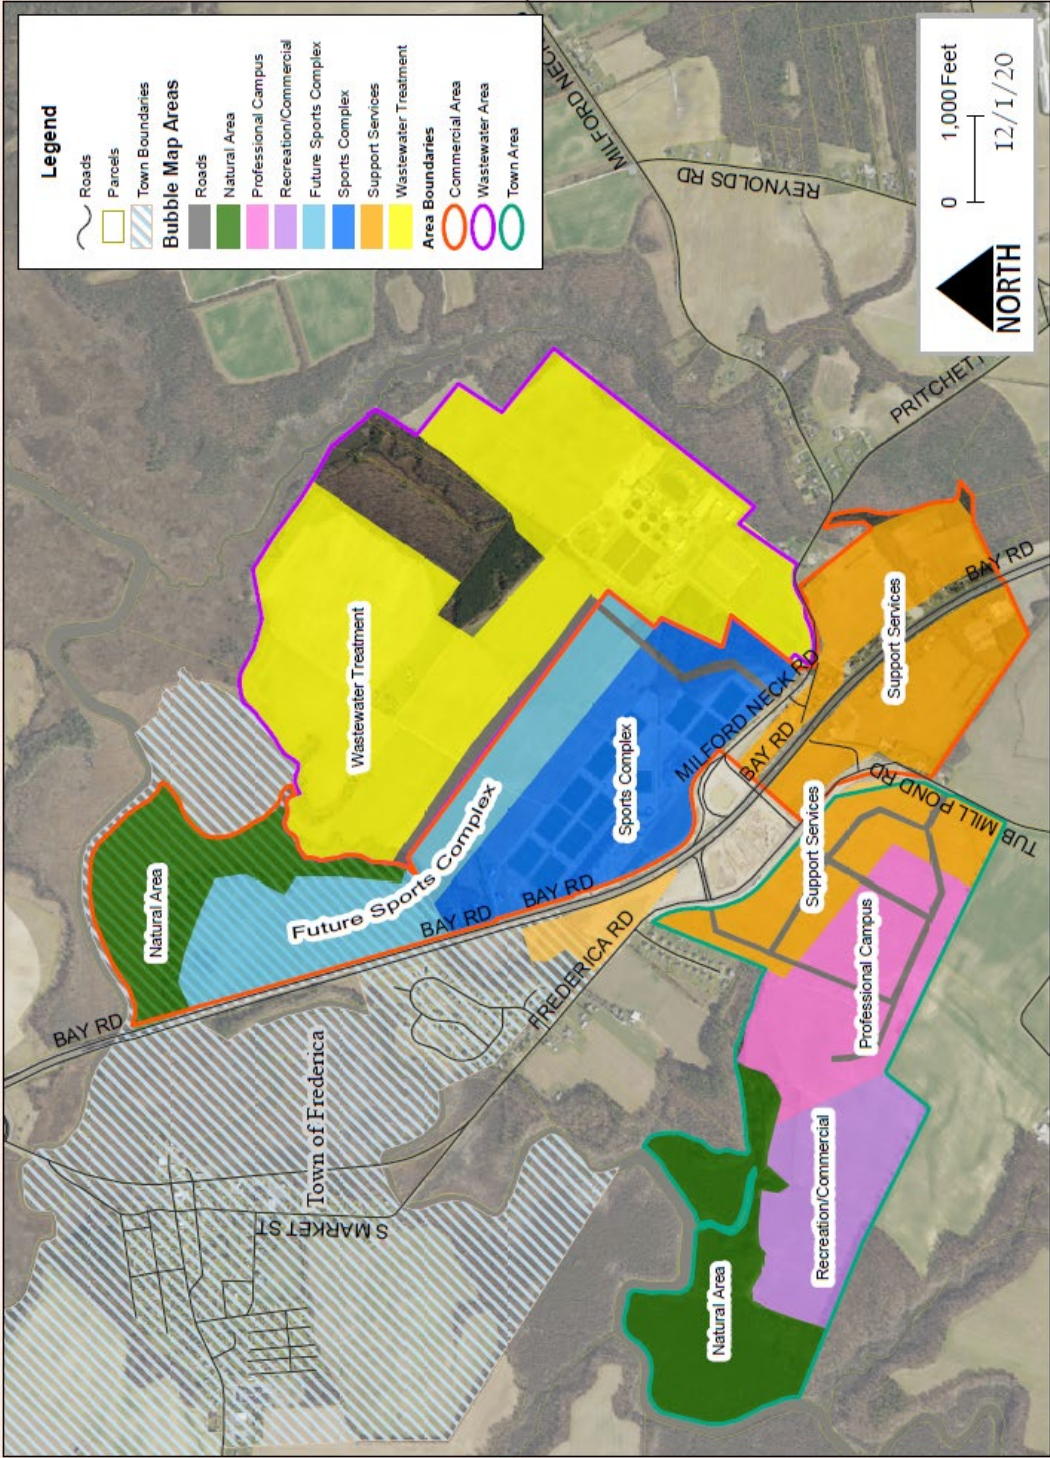 Legend
Roads
Parcels
Town Boundaries
Bubble Map Areas
Roads
Natural Area
Professional Campus
Recreation/Commercial
Future Sports Complex
Sports Complex
Support Services
Wastewater Treatment
Area Boundaries
Commercial Area
Wastewater Area
Town Area
MILFORD NECK
REYNOLDS RD
0 1,000 Feet
12/1/20
NORTH
PRITCHETT
Wastewater Treatment
BAY RD
Support Services
Sports Complex
MILFORD NECK RD
BAY RD
TUB MILL POND RD
Support Services
Future Sports Complex
BAY RD
BAY RD
Natural Area
BAY RD
FREDERICA RD
Professional Campus
Town of Frederica
S MARKET ST
Recreation/Commercial
Natural Area